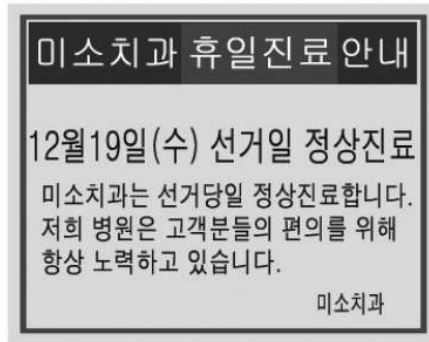 미소치과 휴일진료 안내
12월19일(수) 선거일 정상진료
미소치과는 선거당일 정상진료합니다.
저희 병원은 고객분들의 편의를 위해
항상 노력하고 있습니다.
미소치과